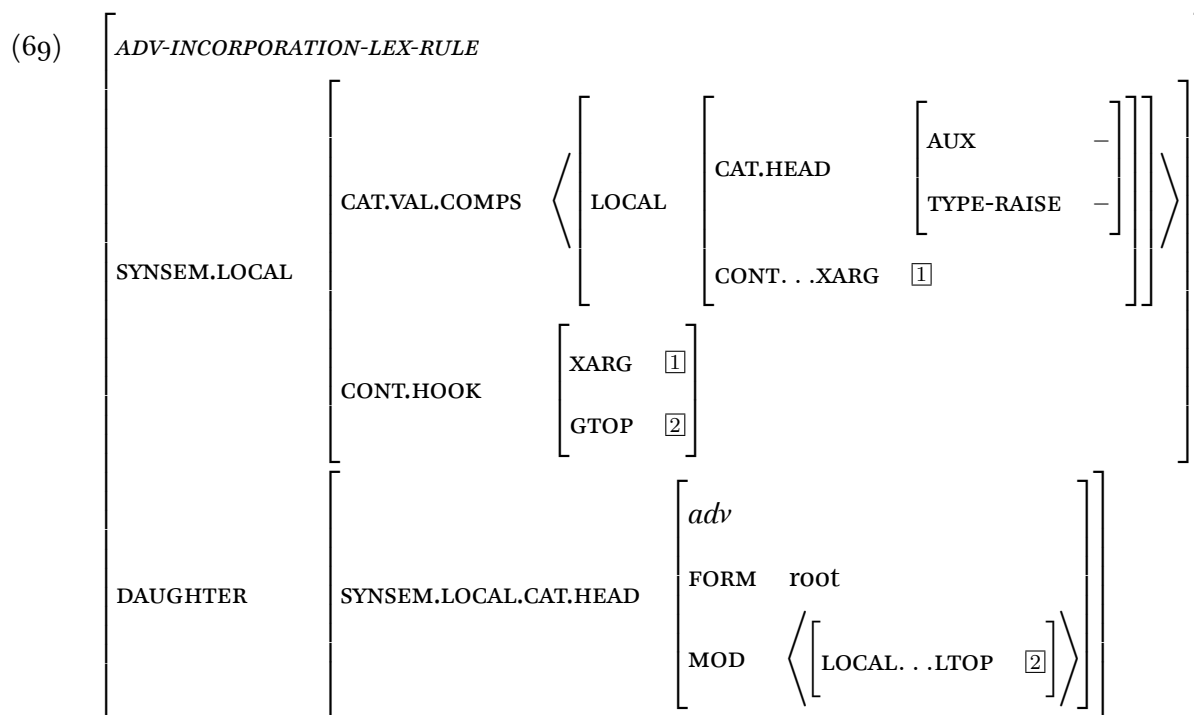 (69) ADV-INCORPORATION-LEX-RULE
AUX –
CAT.HEAD
CAT.VAL.COMPS LOCAL TYPE-RAISE –
SYNSEM.LOCAL CONT. . .XARG 1
XARG 1
CONT.HOOK
GTOP 2
adv
FORM root
DAUGHTER SYNSEM.LOCAL.CAT.HEAD
MOD LOCAL. . .LTOP 2